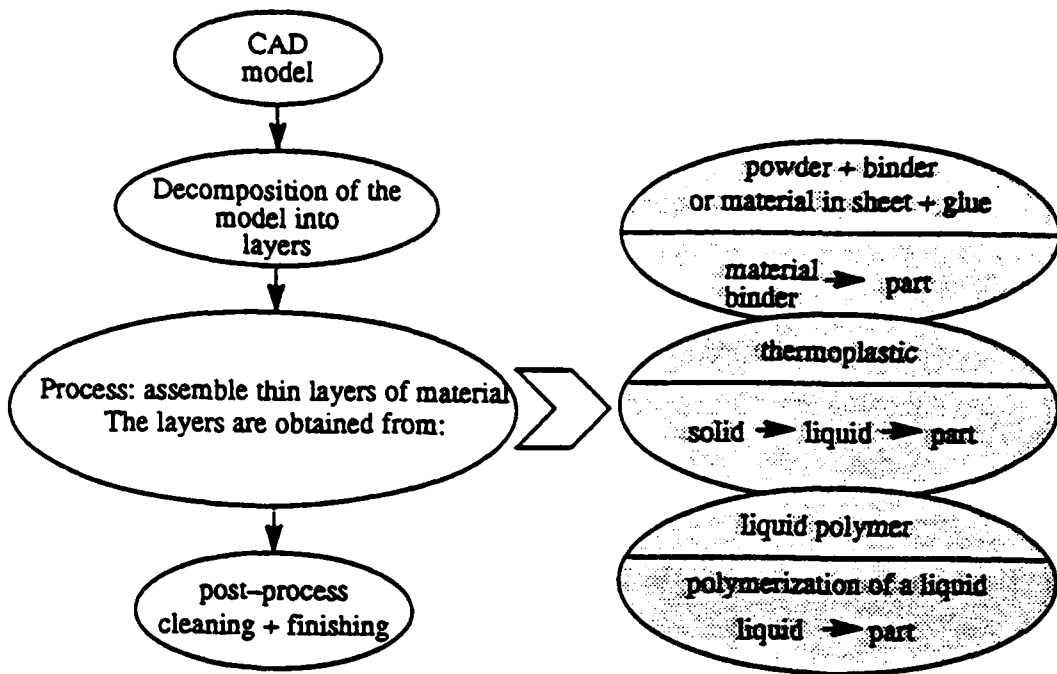 CAD
model
Decomposition of the
model into
layers
Process: assemble thin layers of material
The layers are obtained from:
post-process
cleaning + finishing
powder + binder
or material in sheet + glue
material
binder
part
thermoplastic
solid liquid part
liquid polymer
polymerization of a liquid
liquid part